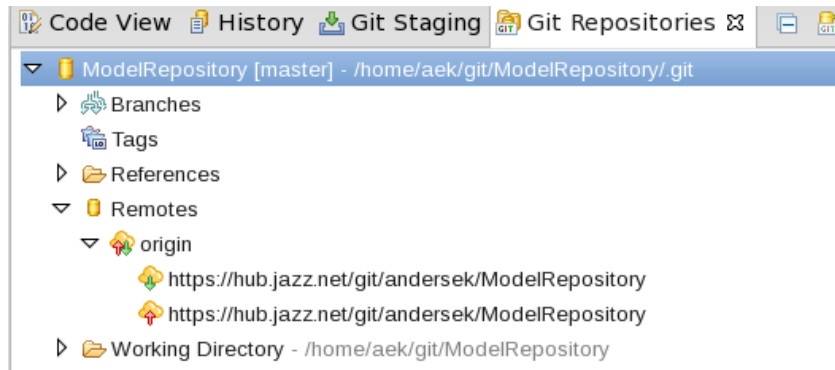 Code View History Git Staging Git Repositories
ModelRepository [master] - /home/aek/git/ModelRepository/.git
Branches
Tags
References
Remotes
origin
https://hub.jazz.net/git/andersek/ModelRepository
https://hub.jazz.net/git/andersek/ModelRepository
Working Directory - /home/aek/git/ModelRepository